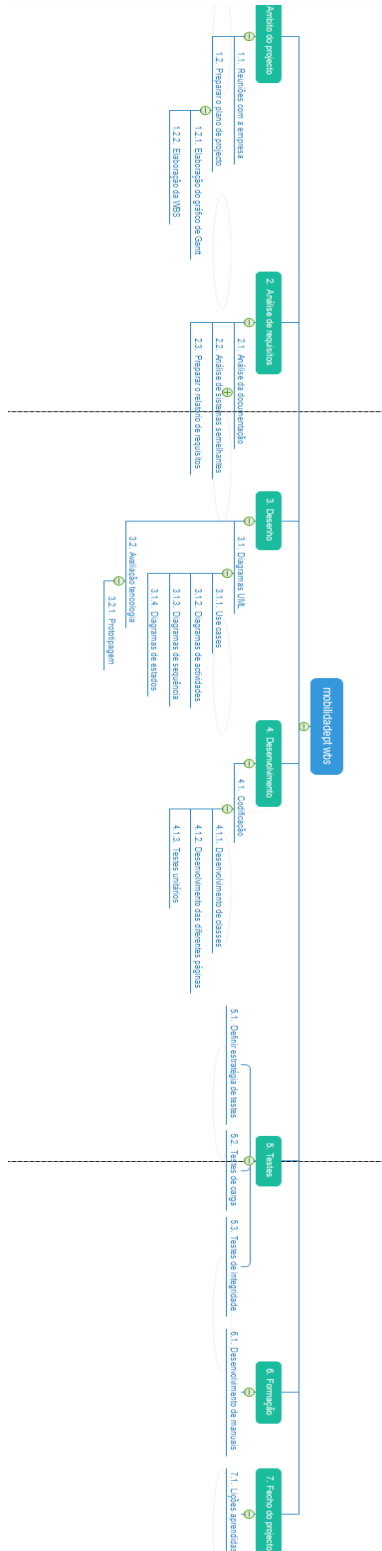 mobilidadept wbs
Âmbito do projecto
1.1. Reuniões com a empresa
1.2. Preparar o plano de projecto
1.2.1. Elaboração do gráfico de Gantt
1.2.2. Elaboração da WBS
2. Análise de requisitos
2.1. Análise da documentação
2.2. Análise de sistemas semelhantes
2.3. Preparar o relatório de requisitos
3. Desenho
3.1. Diagramas UML
3.1.1. Use cases
3.1.2. Diagramas de actividades
3.1.3. Diagramas de sequência
3.1.4. Diagramas de estados
3.2. Avaliação tencologia
3.2.1. Prototipagem
4. Desenvolvimento
4.1. Codificação
4.1.1. Desenvolvimento de classes
4.1.2. Desenvolvimento das diferentes páginas
4.1.3. Testes unitários
5. Testes
5.1. Definir estratégia de testes
5.2. Testes de carga
5.3. Testes de integridade
6. Formação
6.1. Desenvolvimento de manuais
7. Fecho do projecto
7.1. Lições aprendidas